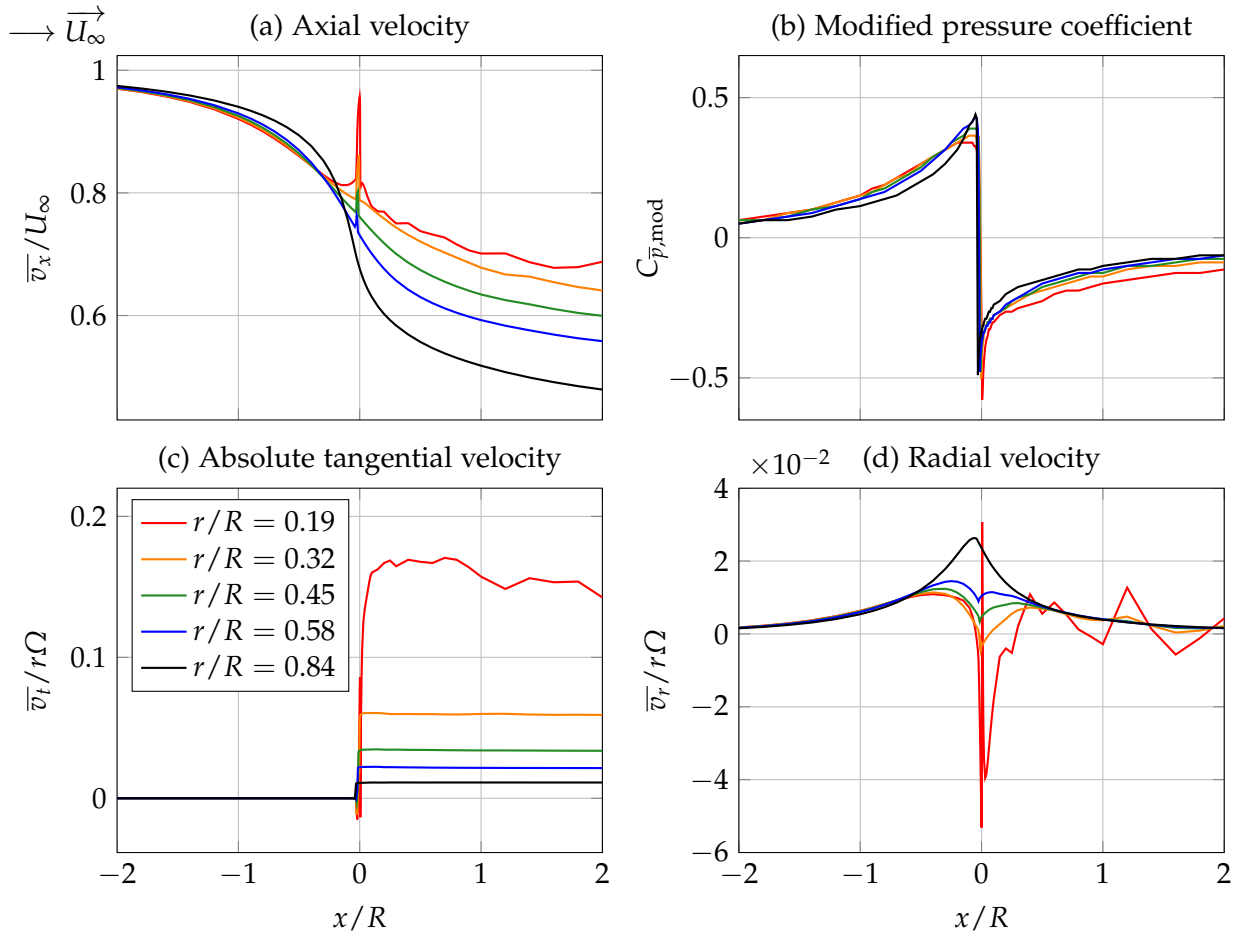 ⟶ U∞
(a) Axial velocity
(b) Modified pressure coefficient
1
0.8
0.6
v̅x/U∞
0.5
0
−0.5
Cp̅,mod
(c) Absolute tangential velocity
×10−2
(d) Radial velocity
0.2
0.1
0
v̅t/rΩ
r/R = 0.19
r/R = 0.32
r/R = 0.45
r/R = 0.58
r/R = 0.84
−2 −1 0 1 2
x/R
4
2
0
−2
−4
−6
v̅r/rΩ
−2 −1 0 1 2
x/R